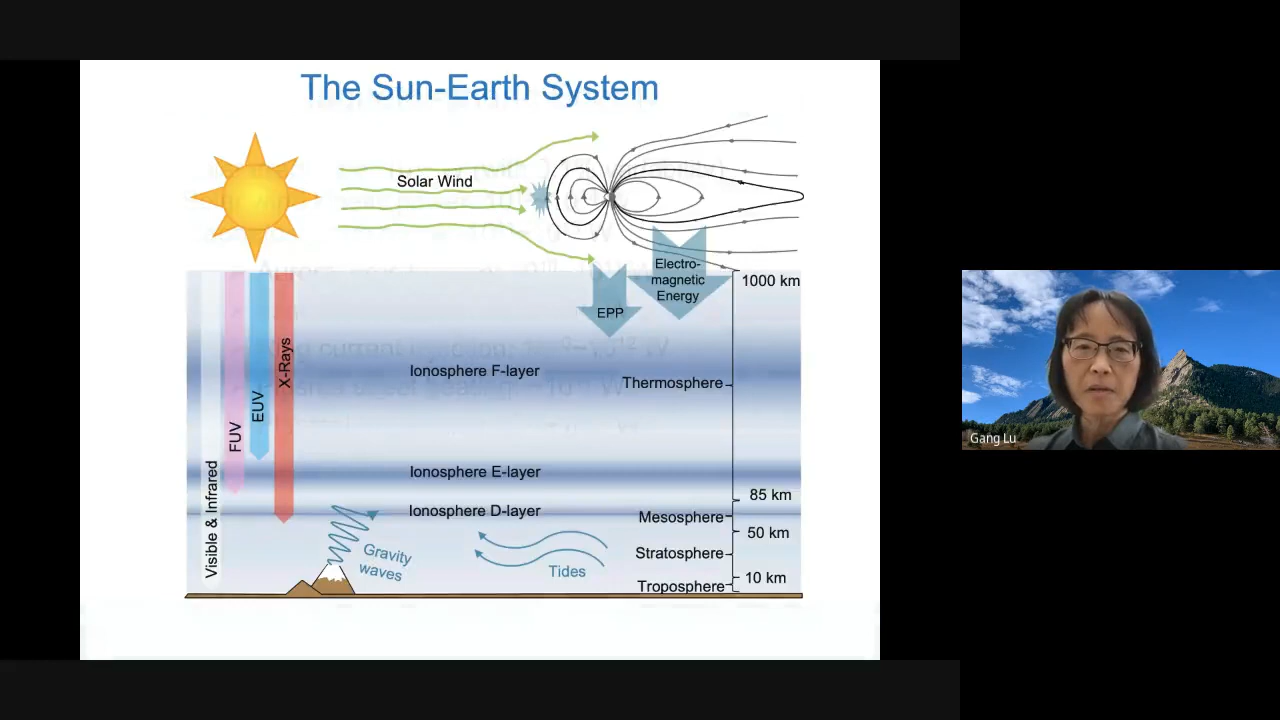 The Sun-Earth System
Solar Wind
Electro-
magnetic
Energy
EPP
1000 km
X-Rays
EUV
FUV
Visible & Infrared
Ionosphere F-layer
Thermosphere
Ionosphere E-layer
85 km
Ionosphere D-layer
Mesosphere
50 km
Gravity
waves
Tides
Stratosphere
10 km
Troposphere
Gang Lu